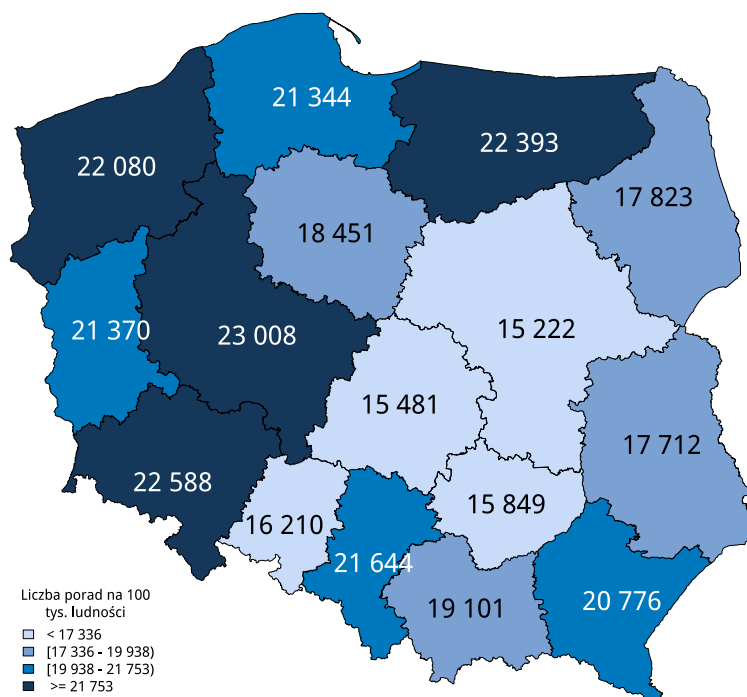 21 344
22 393
22 080
17 823
18 451
21 370
23 008
15 222
15 481
17 712
22 588
15 849
16 210
21 644
19 101
20 776
Liczba porad na 100
tys. ludności
< 17 336
[17 336 - 19 938)
[19 938 - 21 753)
>= 21 753